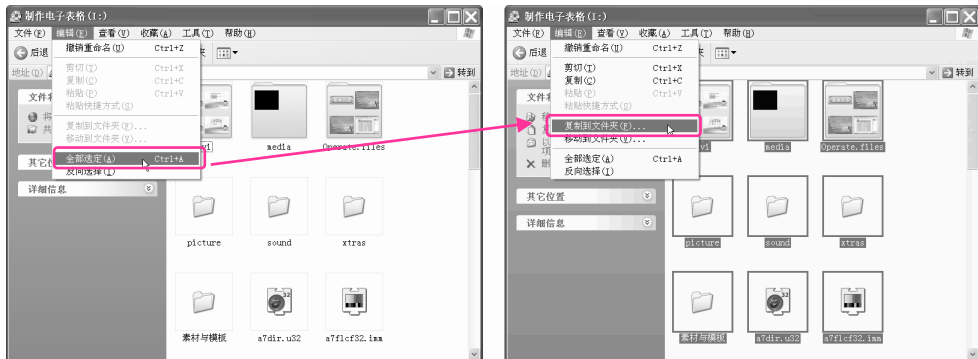 制作电子表格(I:)
文件(F) 编辑(E) 查看(V) 收藏(A) 工具(T) 帮助(H)
后退
撤销重命名(U) Ctrl+Z
剪切(T) Ctrl+X
复制(C) Ctrl+C
粘贴(P) Ctrl+V
粘贴快捷方式(S)
复制到文件夹(F)...
移动到文件夹(V)...
全部选定(A) Ctrl+A
反向选择(I)
地址(D)
转到
文件
将
共
其它位
详细信息
media
Operate.files
picture
sound
xtras
素材与模板
a7dir.u32
a7flcf32.imm
制作电子表格(I:)
文件(F) 编辑(E) 查看(V) 收藏(A) 工具(T) 帮助(H)
后退
撤销重命名(U) Ctrl+Z
剪切(T) Ctrl+X
复制(C) Ctrl+C
粘贴(P) Ctrl+V
粘贴快捷方式(S)
复制到文件夹(F)...
移动到文件夹(V)...
全部选定(A) Ctrl+A
反向选择(I)
地址(D)
转到
文件
其它位置
详细信息
media
Operate.files
picture
sound
xtras
素材与模板
a7dir.u32
a7flcf32.imm